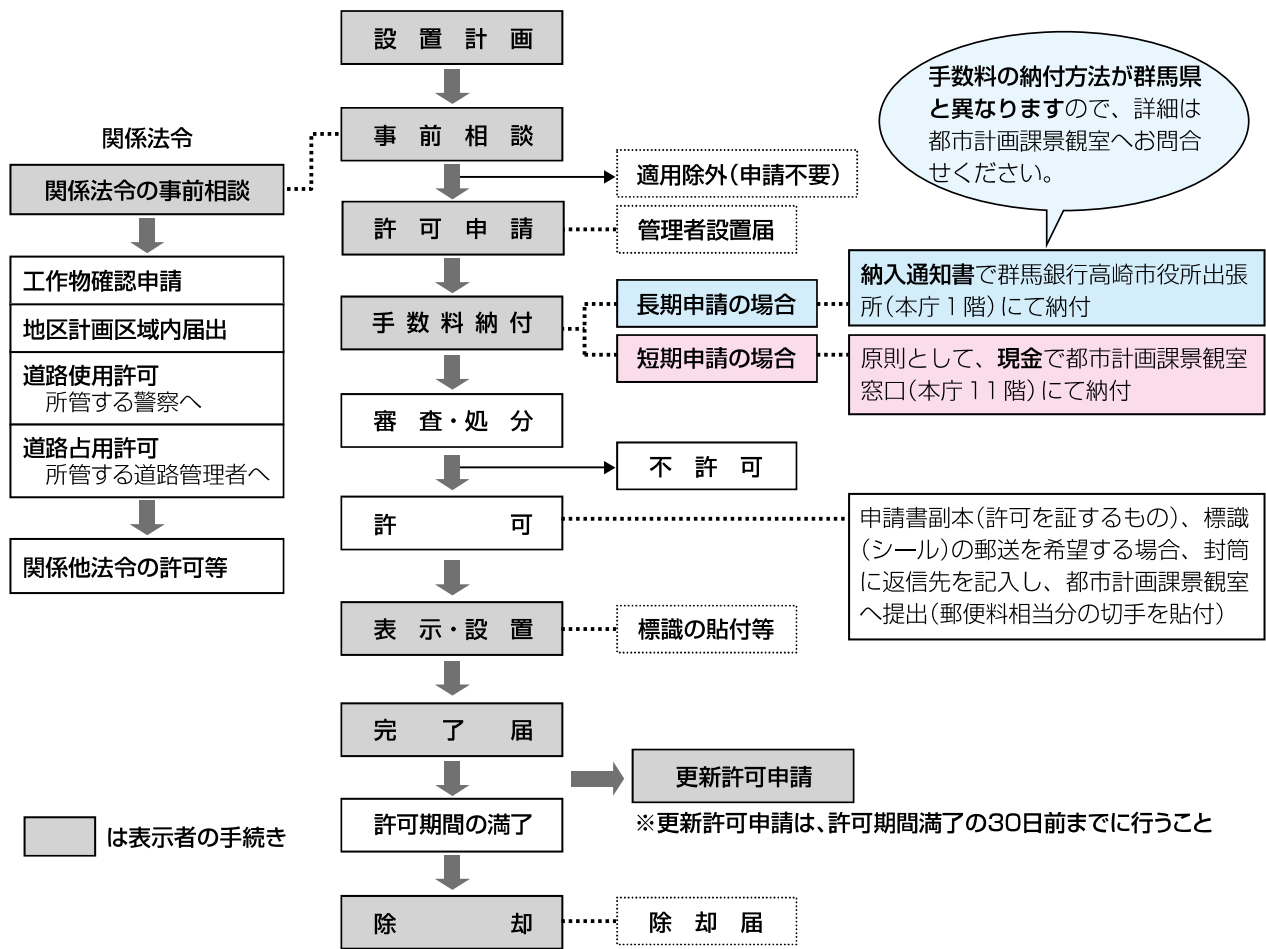 設置計画
手数料の納付方法が群馬県
と異なりますので、詳細は
都市計画課景観室へお問合
せください。
関係法令
事前相談
関係法令の事前相談
適用除外(申請不要)
許可申請
管理者設置届
工作物確認申請
地区計画区域内届出
道路使用許可
所管する警察へ
道路占用許可
所管する道路管理者へ
関係他法令の許可等
手数料納付
長期申請の場合
納入通知書で群馬銀行高崎市役所出張
所(本庁1階)にて納付
短期申請の場合
原則として、現金で都市計画課景観室
窓口(本庁11階)にて納付
審査・処分
不許可
許可
申請書副本(許可を証するもの)、標識
(シール)の郵送を希望する場合、封筒
に返信先を記入し、都市計画課景観室
へ提出(郵便料相当分の切手を貼付)
表示・設置
標識の貼付等
完了届
更新許可申請
※更新許可申請は、許可期間満了の30日前までに行うこと
許可期間の満了
は表示者の手続き
除却
除却届